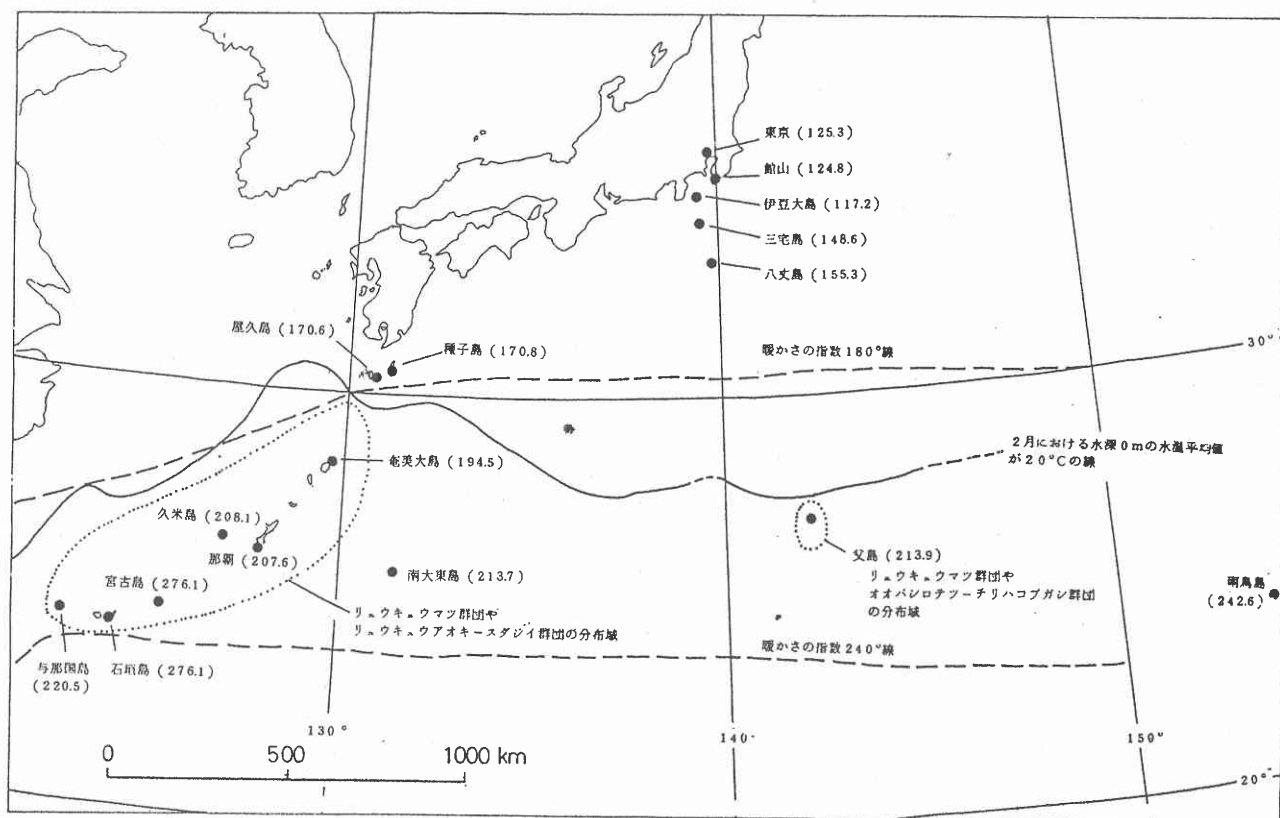 東京 (125.3)
館山 (124.8)
伊豆大島 (117.2)
三宅島 (148.6)
八丈島 (155.3)
屋久島 (170.6)
種子島 (170.8)
暖かさの指数180°線
30°
2月における水深0mの水温平均値
が20°Cの線
奄美大島 (194.5)
久米島 (208.1)
那覇 (207.6)
南大東島 (213.7)
宮古島 (276.1)
父島 (213.9)
リュウキュウマツ群団や
オオバシロテツーチリハコブガシ群団
の分布域
南鳥島
(242.6)
リュウキュウマツ群団や
リュウキュウアオキースダジイ群団の分布域
暖かさの指数240°線
与那国島
(220.5)
石垣島 (276.1)
130°
140°
150°
20°
0
500
1000 km